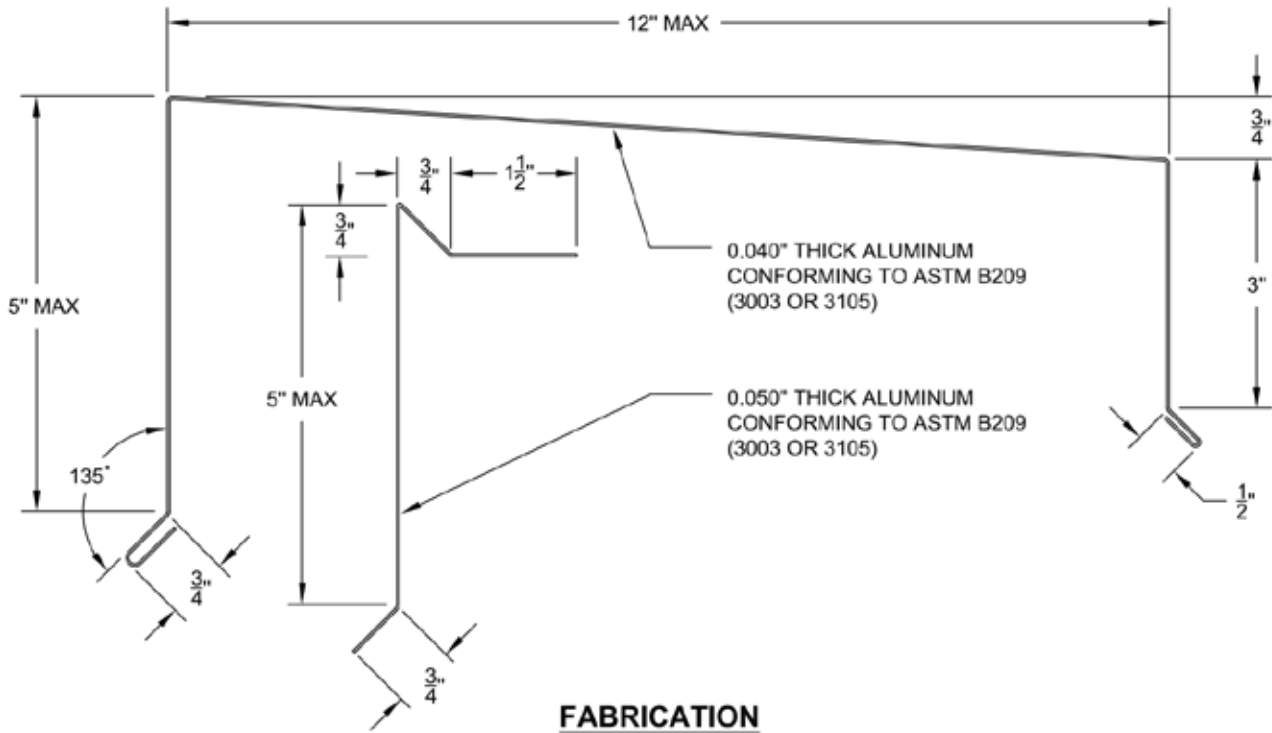 12" MAX
3/4"
3/4"
1 1/2"
3/4"
5" MAX
0.040" THICK ALUMINUM
CONFORMING TO ASTM B209
(3003 OR 3105)
3"
5" MAX
0.050" THICK ALUMINUM
CONFORMING TO ASTM B209
(3003 OR 3105)
135°
1/2"
3/4"
3/4"
FABRICATION